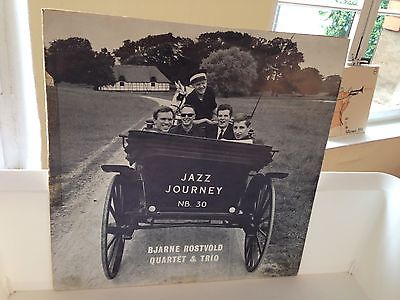 JAZZ
JOURNEY
NB. 30
BJARNE ROSTVOLD
QUARTET & TRIO